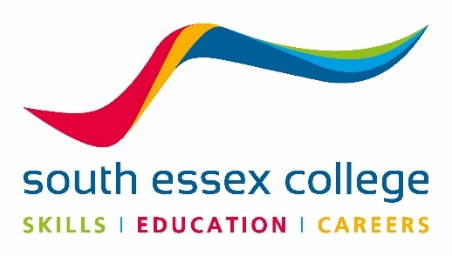 south essex college
SKILLS | EDUCATION | CAREERS